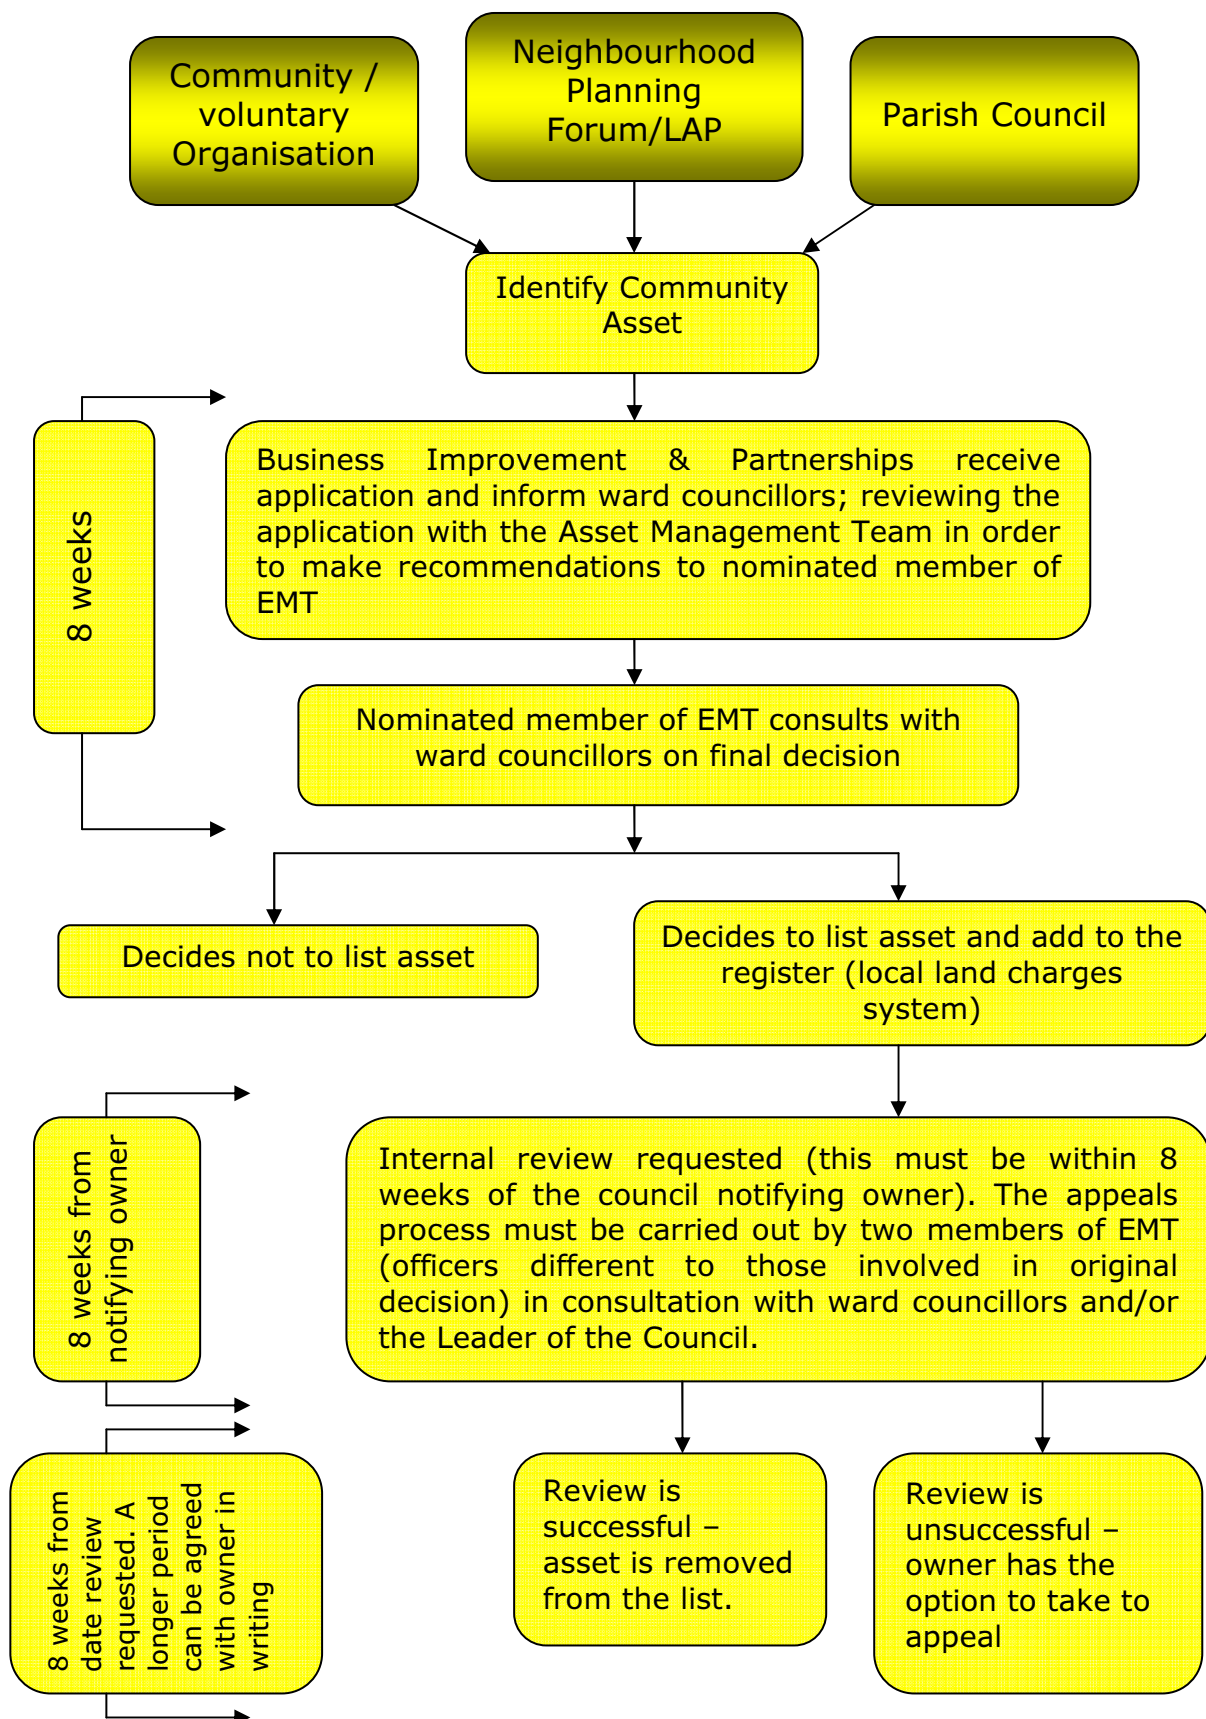 Community /
voluntary
Organisation
Neighbourhood
Planning
Forum/LAP
Parish Council
Identify Community
Asset
8 weeks
Business Improvement & Partnerships receive
application and inform ward councillors; reviewing the
application with the Asset Management Team in order
to make recommendations to nominated member of
EMT
Nominated member of EMT consults with
ward councillors on final decision
Decides not to list asset
Decides to list asset and add to the
register (local land charges
system)
8 weeks from
notifying owner
Internal review requested (this must be within 8
weeks of the council notifying owner). The appeals
process must be carried out by two members of EMT
(officers different to those involved in original
decision) in consultation with ward councillors and/or
the Leader of the Council.
8 weeks from
date review
requested. A
longer period
can be agreed
with owner in
writing
Review is
successful –
asset is removed
from the list.
Review is
unsuccessful –
owner has the
option to take to
appeal